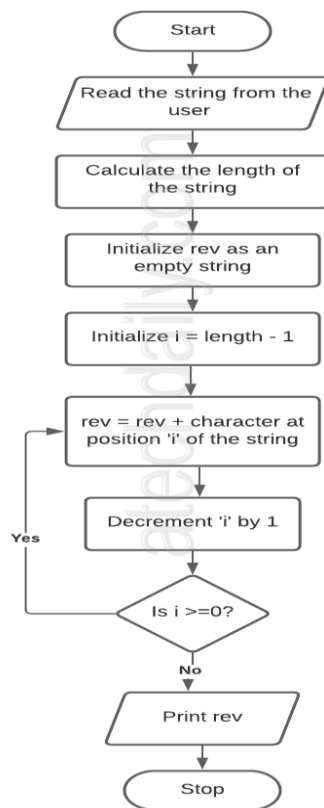 Start
Read the string from the
user
Calculate the length of
the string
Initialize rev as an
empty string
Initialize i = length - 1
rev = rev + character at
position 'i' of the string
Decrement 'i' by 1
Yes
Is i >=0?
No
Print rev
Stop
atechdaily.com